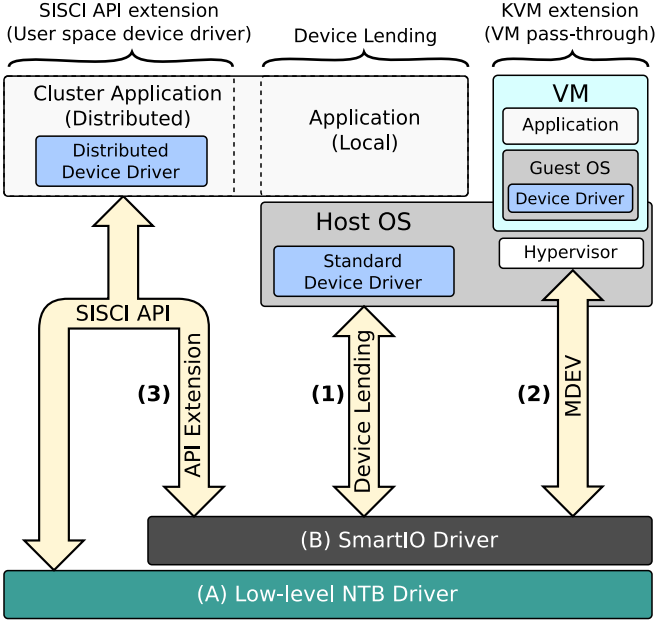 SISCI API extension
(User space device driver)
Device Lending
KVM extension
(VM pass-through)
Cluster Application
(Distributed)
Distributed
Device Driver
Application
(Local)
VM
Application
Guest OS
Device Driver
Host OS
Standard
Device Driver
Hypervisor
SISCI API
(3)
API Extension
(1)
Device Lending
(2)
MDEV
(B) SmartIO Driver
(A) Low-level NTB Driver